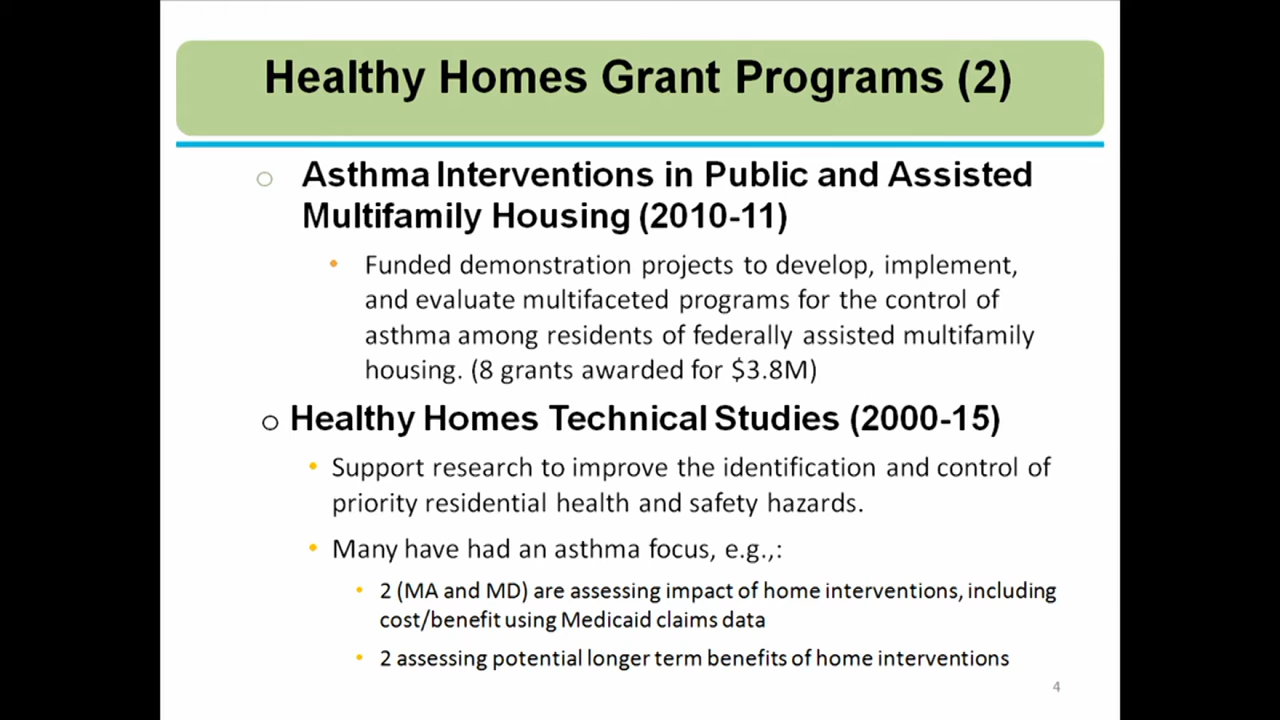 Healthy Homes Grant Programs (2)
Asthma Interventions in Public and Assisted
Multifamily Housing (2010-11)
Funded demonstration projects to develop, implement,
and evaluate multifaceted programs for the control of
asthma among residents of federally assisted multifamily
housing. (8 grants awarded for $3.8M)
Healthy Homes Technical Studies (2000-15)
Support research to improve the identification and control of
priority residential health and safety hazards.
Many have had an asthma focus, e.g.,:
2 (MA and MD) are assessing impact of home interventions, including
cost/benefit using Medicaid claims data
2 assessing potential longer term benefits of home interventions
4